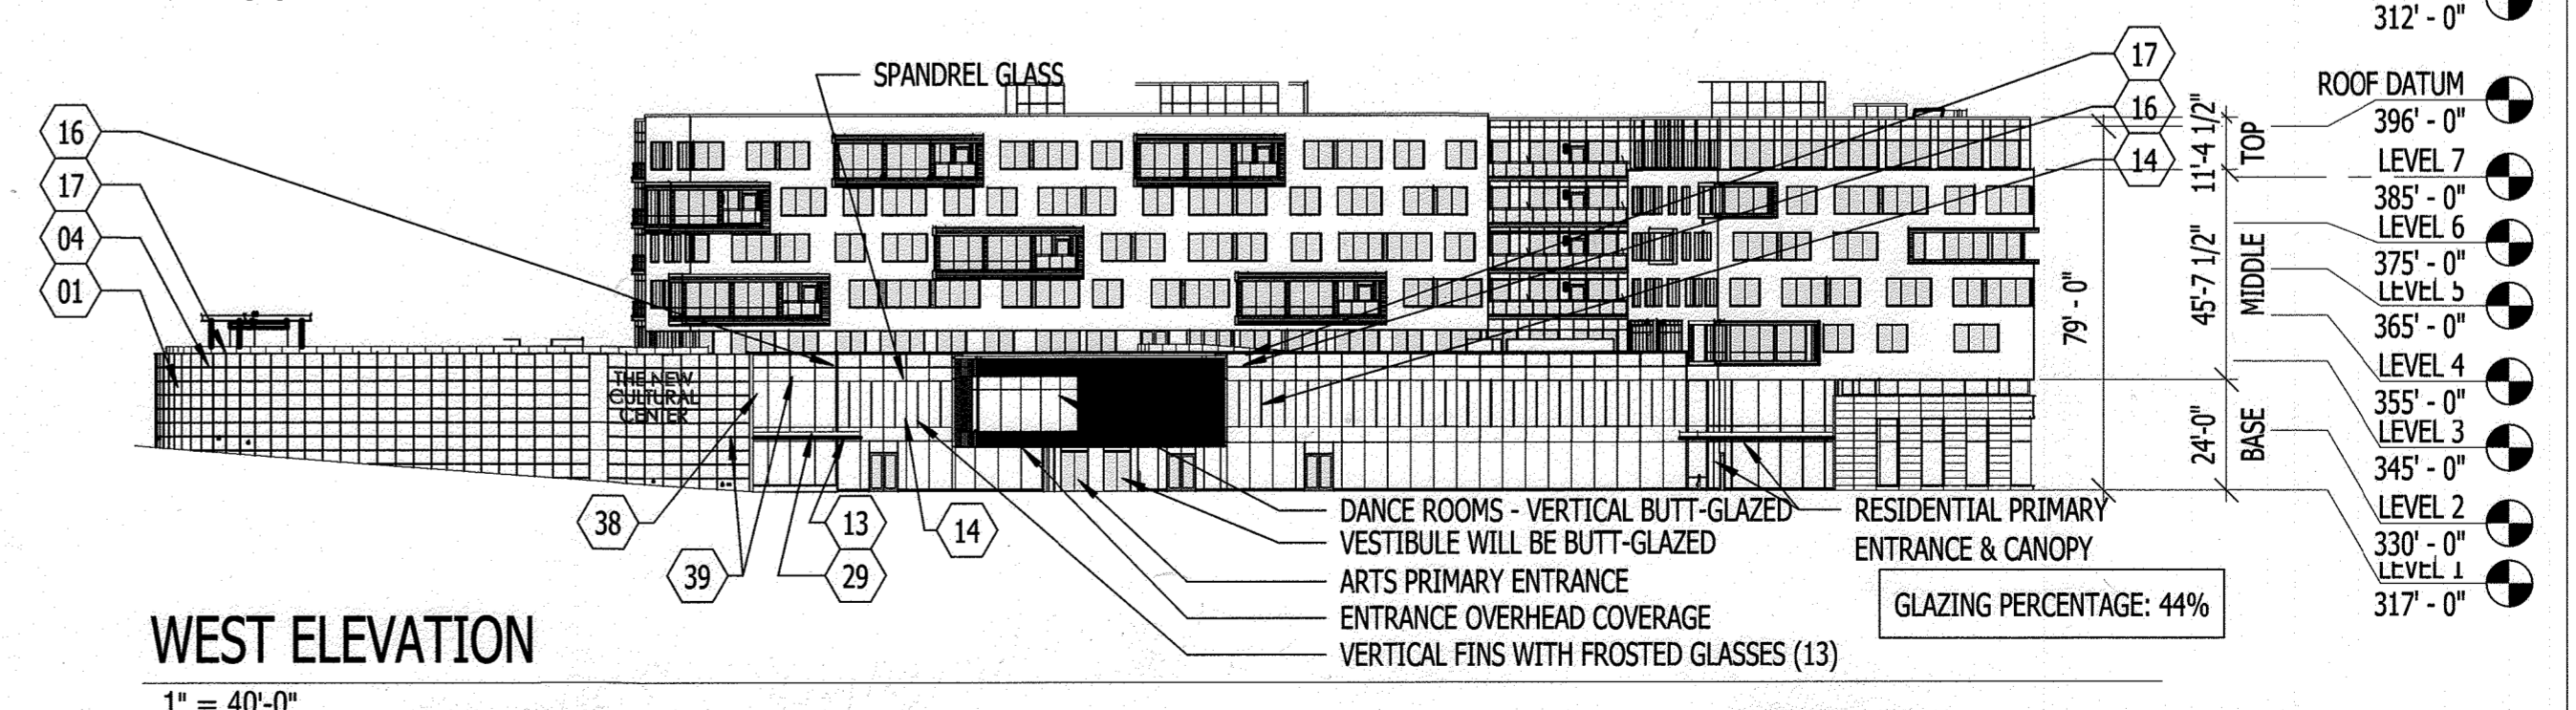 312' - 0"
17
SPANDREL GLASS
ROOF DATUM
396' - 0"
16
16
14
11'-4 1/2"
TOP
LEVEL 7
385' - 0"
17
LEVEL 6
375' - 0"
04
45'-7 1/2"
MIDDLE
79' - 0"
LEVEL 5
365' - 0"
01
LEVEL 4
355' - 0"
THE NEW
CULTURAL
CENTER
24'-0"
BASE
LEVEL 3
345' - 0"
LEVEL 2
330' - 0"
38
13
14
39
29
DANCE ROOMS - VERTICAL BUTT-GLAZED
VESTIBULE WILL BE BUTT-GLAZED
ARTS PRIMARY ENTRANCE
ENTRANCE OVERHEAD COVERAGE
VERTICAL FINS WITH FROSTED GLASSES (13)
RESIDENTIAL PRIMARY
ENTRANCE & CANOPY
GLAZING PERCENTAGE: 44%
LEVEL 1
317' - 0"
WEST ELEVATION
1" = 40'-0"